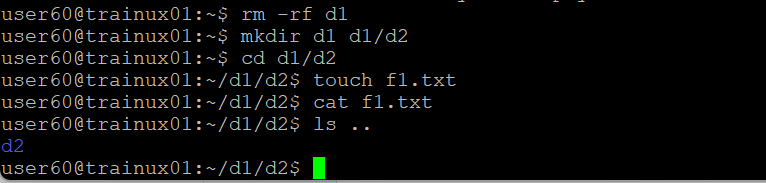 user60@trainux01:~$ rm -rf d1
user60@trainux01:~$ mkdir d1 d1/d2
user60@trainux01:~$ cd d1/d2
user60@trainux01:~/d1/d2$ touch f1.txt
user60@trainux01:~/d1/d2$ cat f1.txt
user60@trainux01:~/d1/d2$ ls ..
d2
user60@trainux01:~/d1/d2$